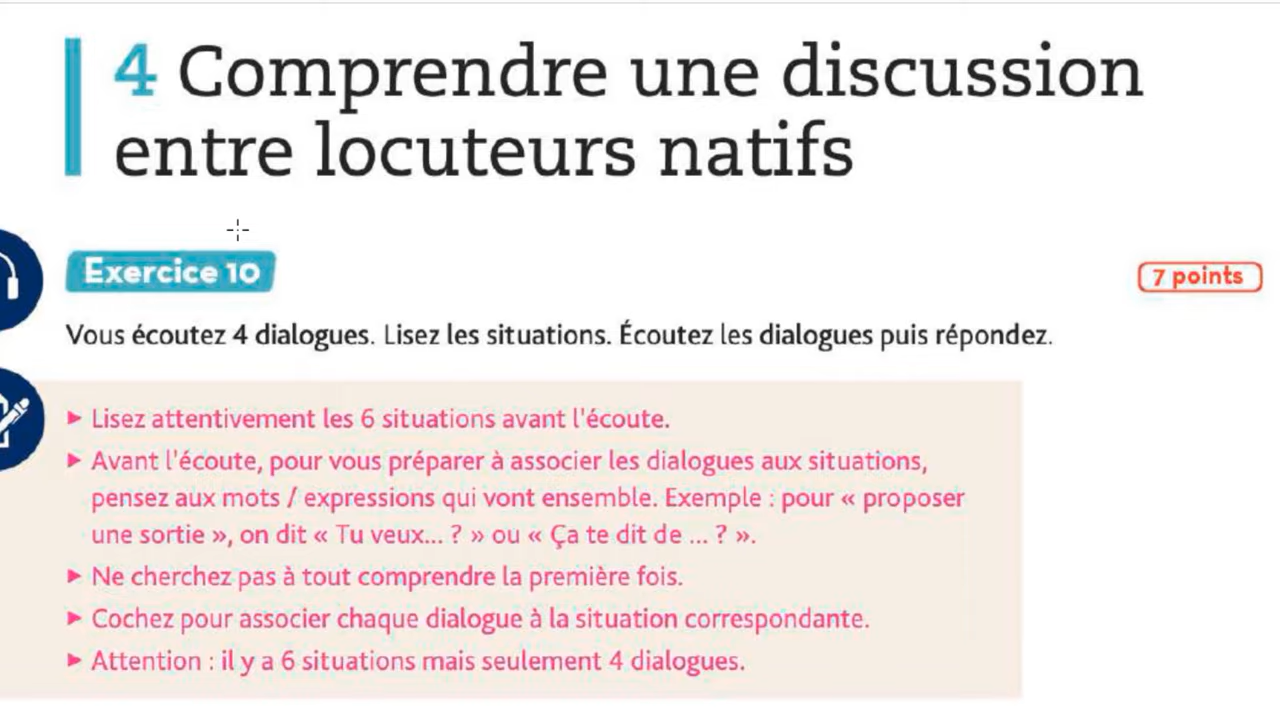 4 Comprendre une discussion
entre locuteurs natifs
Exercice 10
7 points
Vous écoutez 4 dialogues. Lisez les situations. Écoutez les dialogues puis répondez.
► Lisez attentivement les 6 situations avant l'écoute.
► Avant l'écoute, pour vous préparer à associer les dialogues aux situations,
pensez aux mots / expressions qui vont ensemble. Exemple : pour « proposer
une sortie », on dit « Tu veux... ? » ou « Ça te dit de ... ? ».
► Ne cherchez pas à tout comprendre la première fois.
► Cochez pour associer chaque dialogue à la situation correspondante.
► Attention : il y a 6 situations mais seulement 4 dialogues.